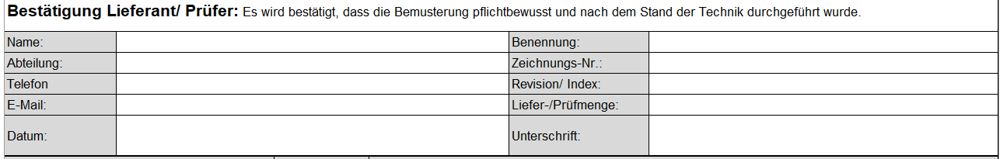 Bestätigung Lieferant/ Prüfer: Es wird bestätigt, dass die Bemusterung pflichtbewusst und nach dem Stand der Technik durchgeführt wurde.
Name: Benennung:
Abteilung: Zeichnungs-Nr.:
Telefon Revision/ Index:
E-Mail: Liefer-/Prüfmenge:
Datum: Unterschrift: